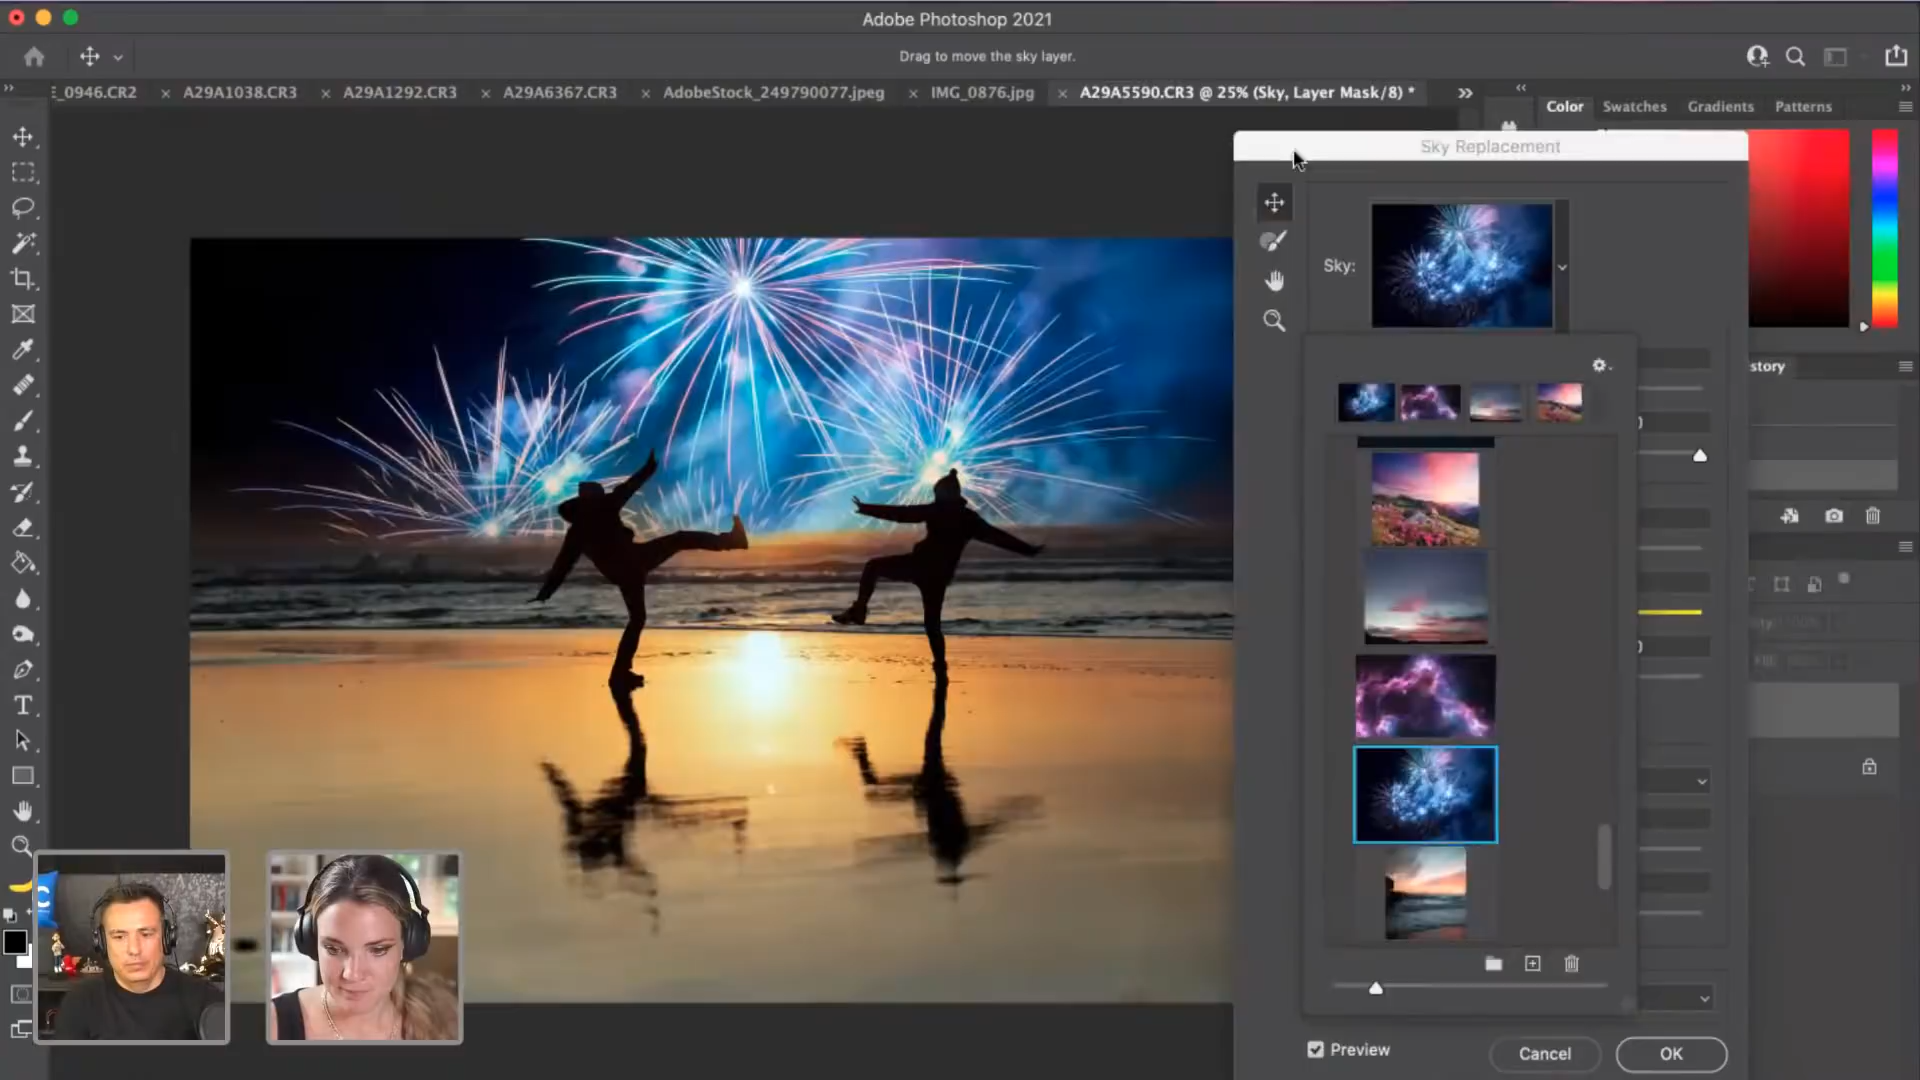 Adobe Photoshop 2021
Drag to move the sky layer.
E_0946.CR2
A29A1038.CR3
A29A1292.CR3
A29A6367.CR3
AdobeStock_249790077.jpeg
IMG_0876.jpg
A29A5590.CR3 @ 25% (Sky, Layer Mask/8) *
Color
Swatches
Gradients
Patterns
Sky Replacement
Sky:
story
Preview
Cancel
OK